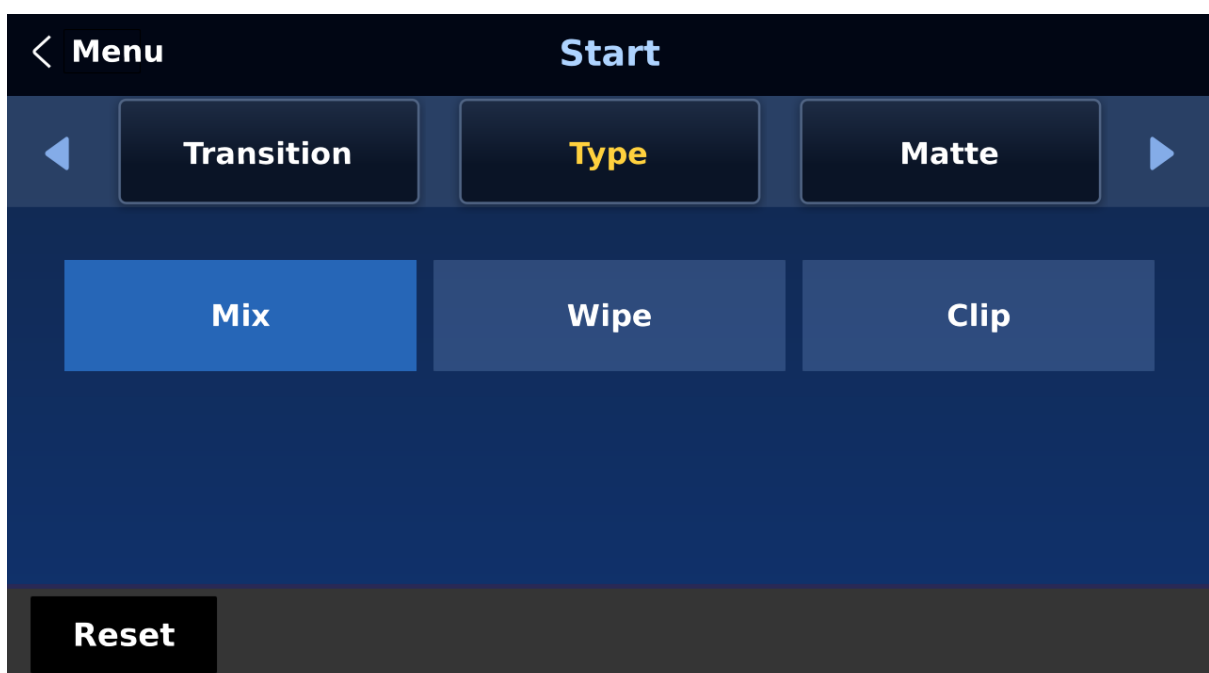 Menu
Start
Transition
Type
Matte
Mix
Wipe
Clip
Reset